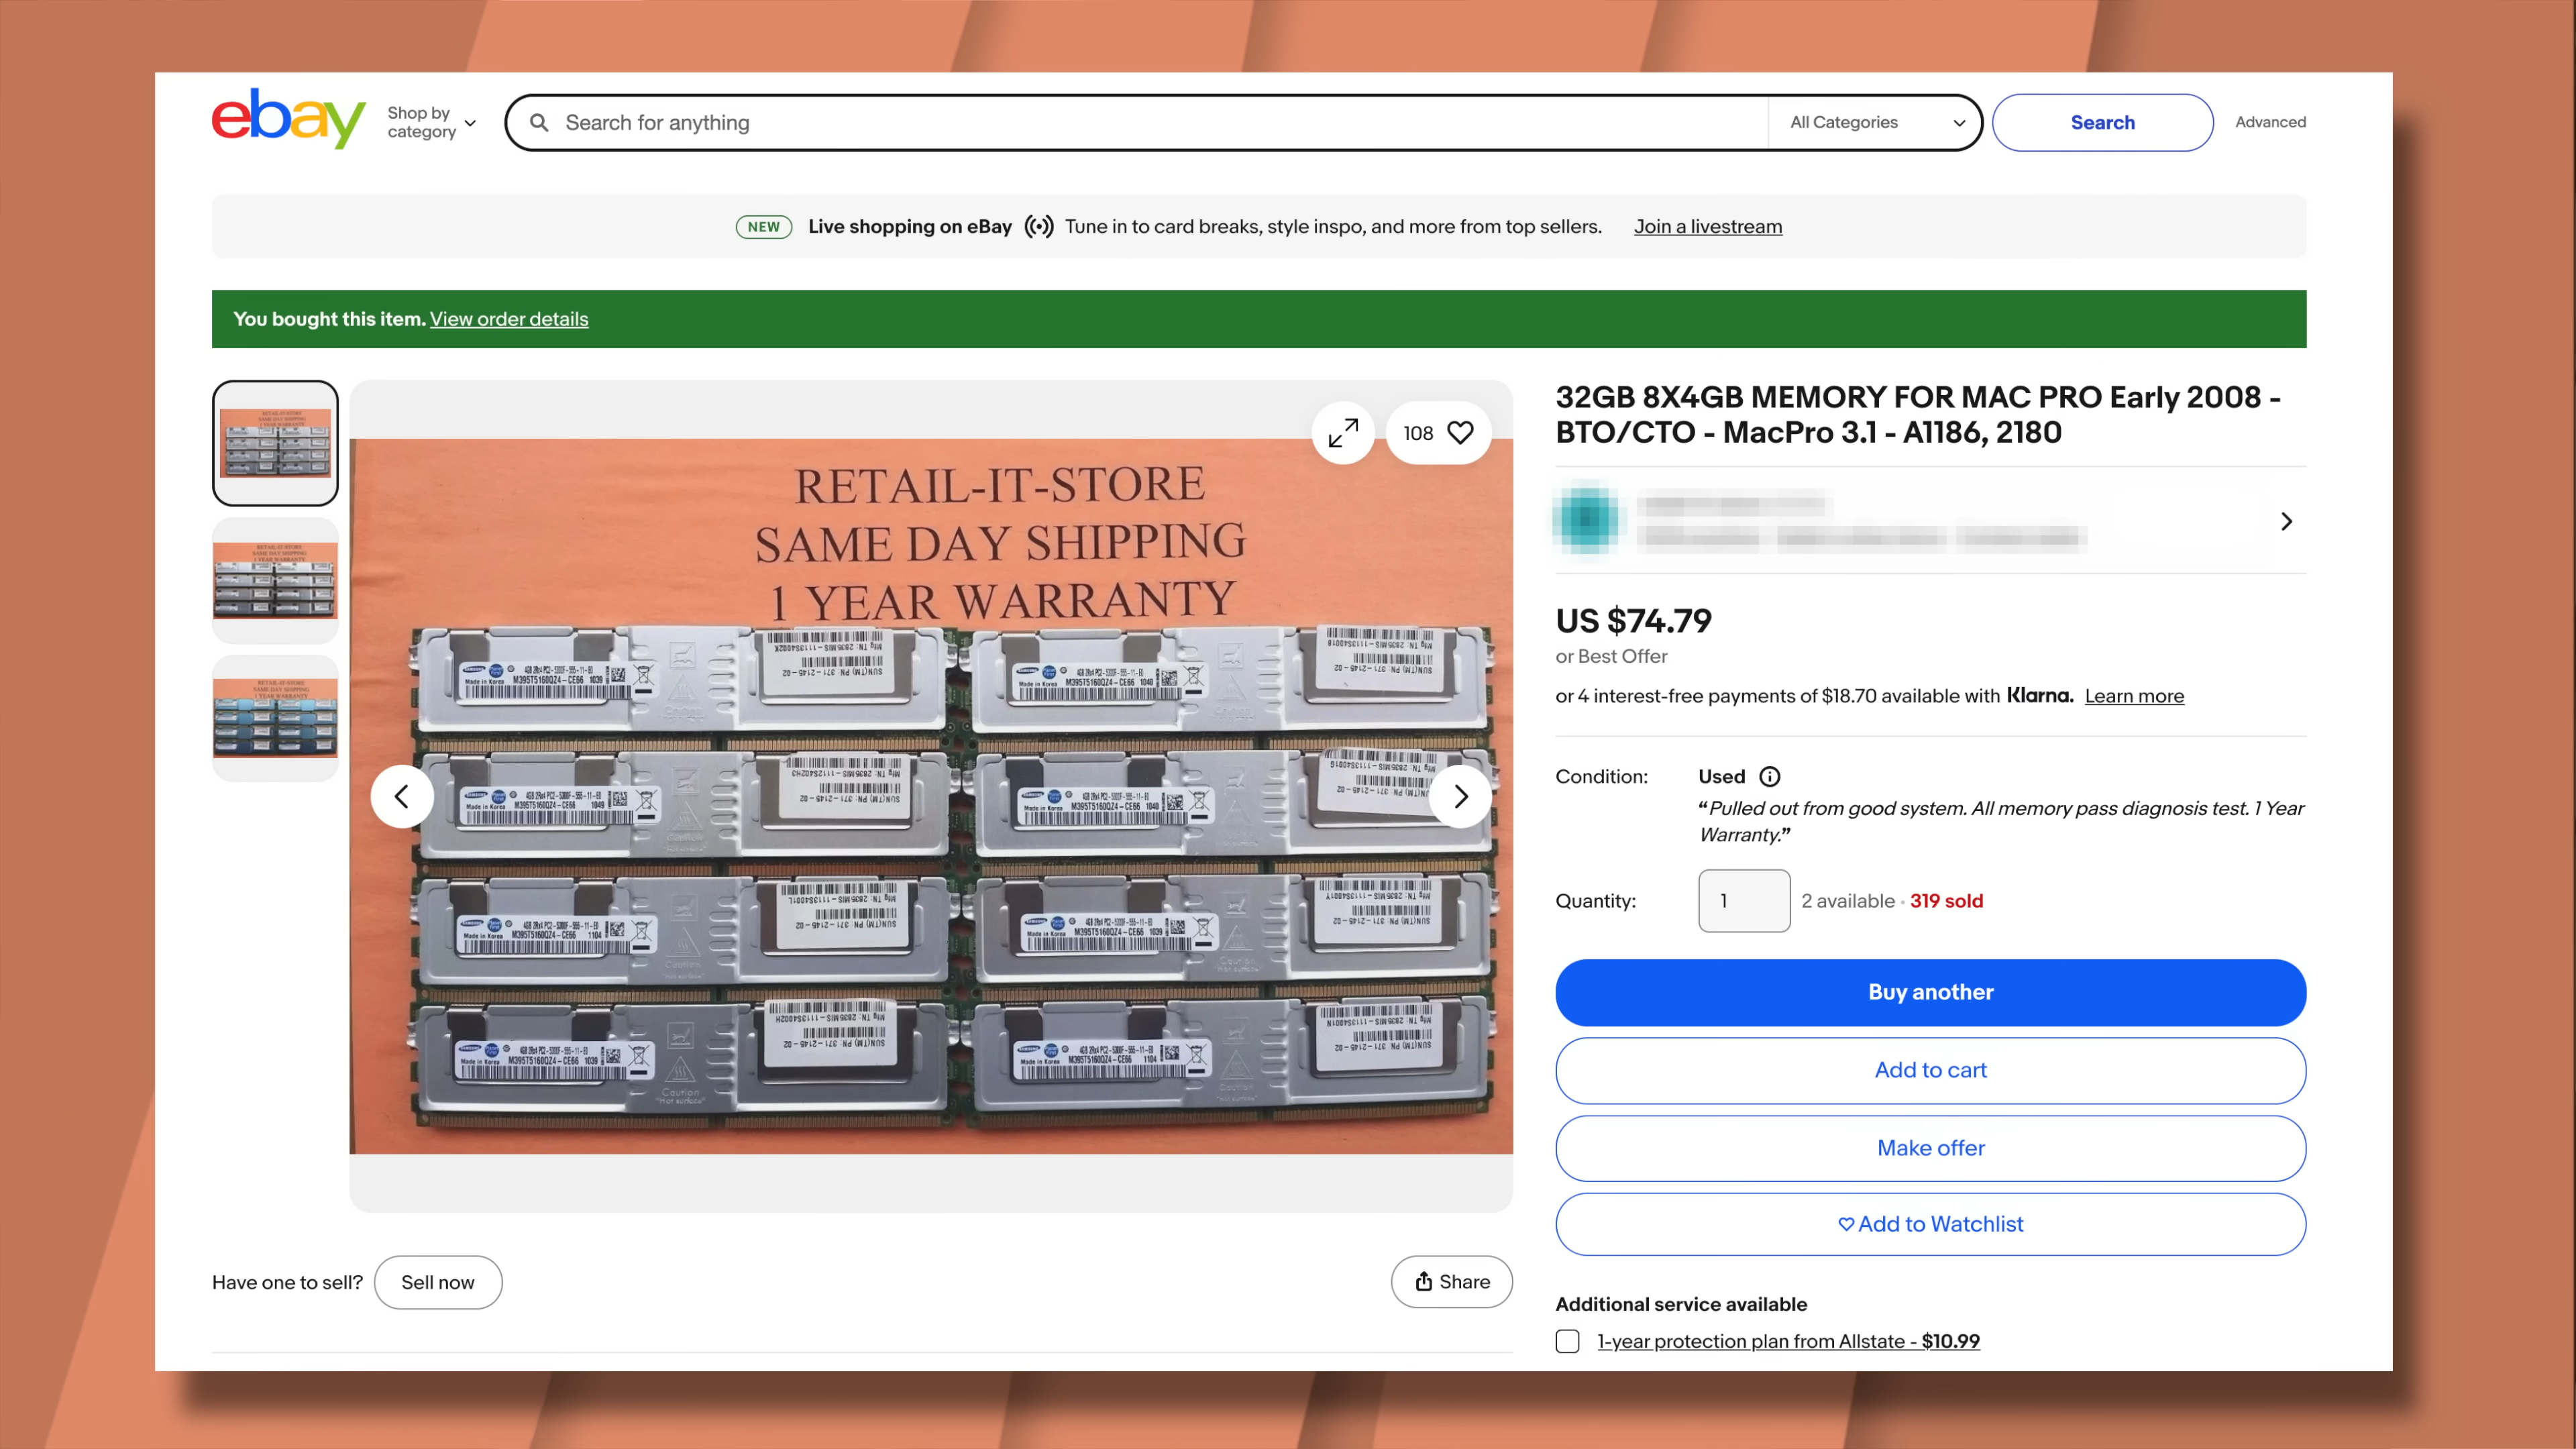 ebay
Shop by
category
Search for anything
All Categories
Search
Advanced
NEW
Live shopping on eBay
Tune in to card breaks, style inspo, and more from top sellers.
Join a livestream
You bought this item. View order details
108
RETAIL-IT-STORE
SAME DAY SHIPPING
1 YEAR WARRANTY
32GB 8X4GB MEMORY FOR MAC PRO Early 2008 -
BTO/CTO - MacPro 3.1 - A1186, 2180
US $74.79
or Best Offer
or 4 interest-free payments of $18.70 available with Klarna. Learn more
Condition:
Used
“Pulled out from good system. All memory pass diagnosis test. 1 Year
Warranty.”
Quantity:
1
2 available • 319 sold
Buy another
Add to cart
Make offer
Add to Watchlist
Have one to sell?
Sell now
Share
Additional service available
1-year protection plan from Allstate - $10.99